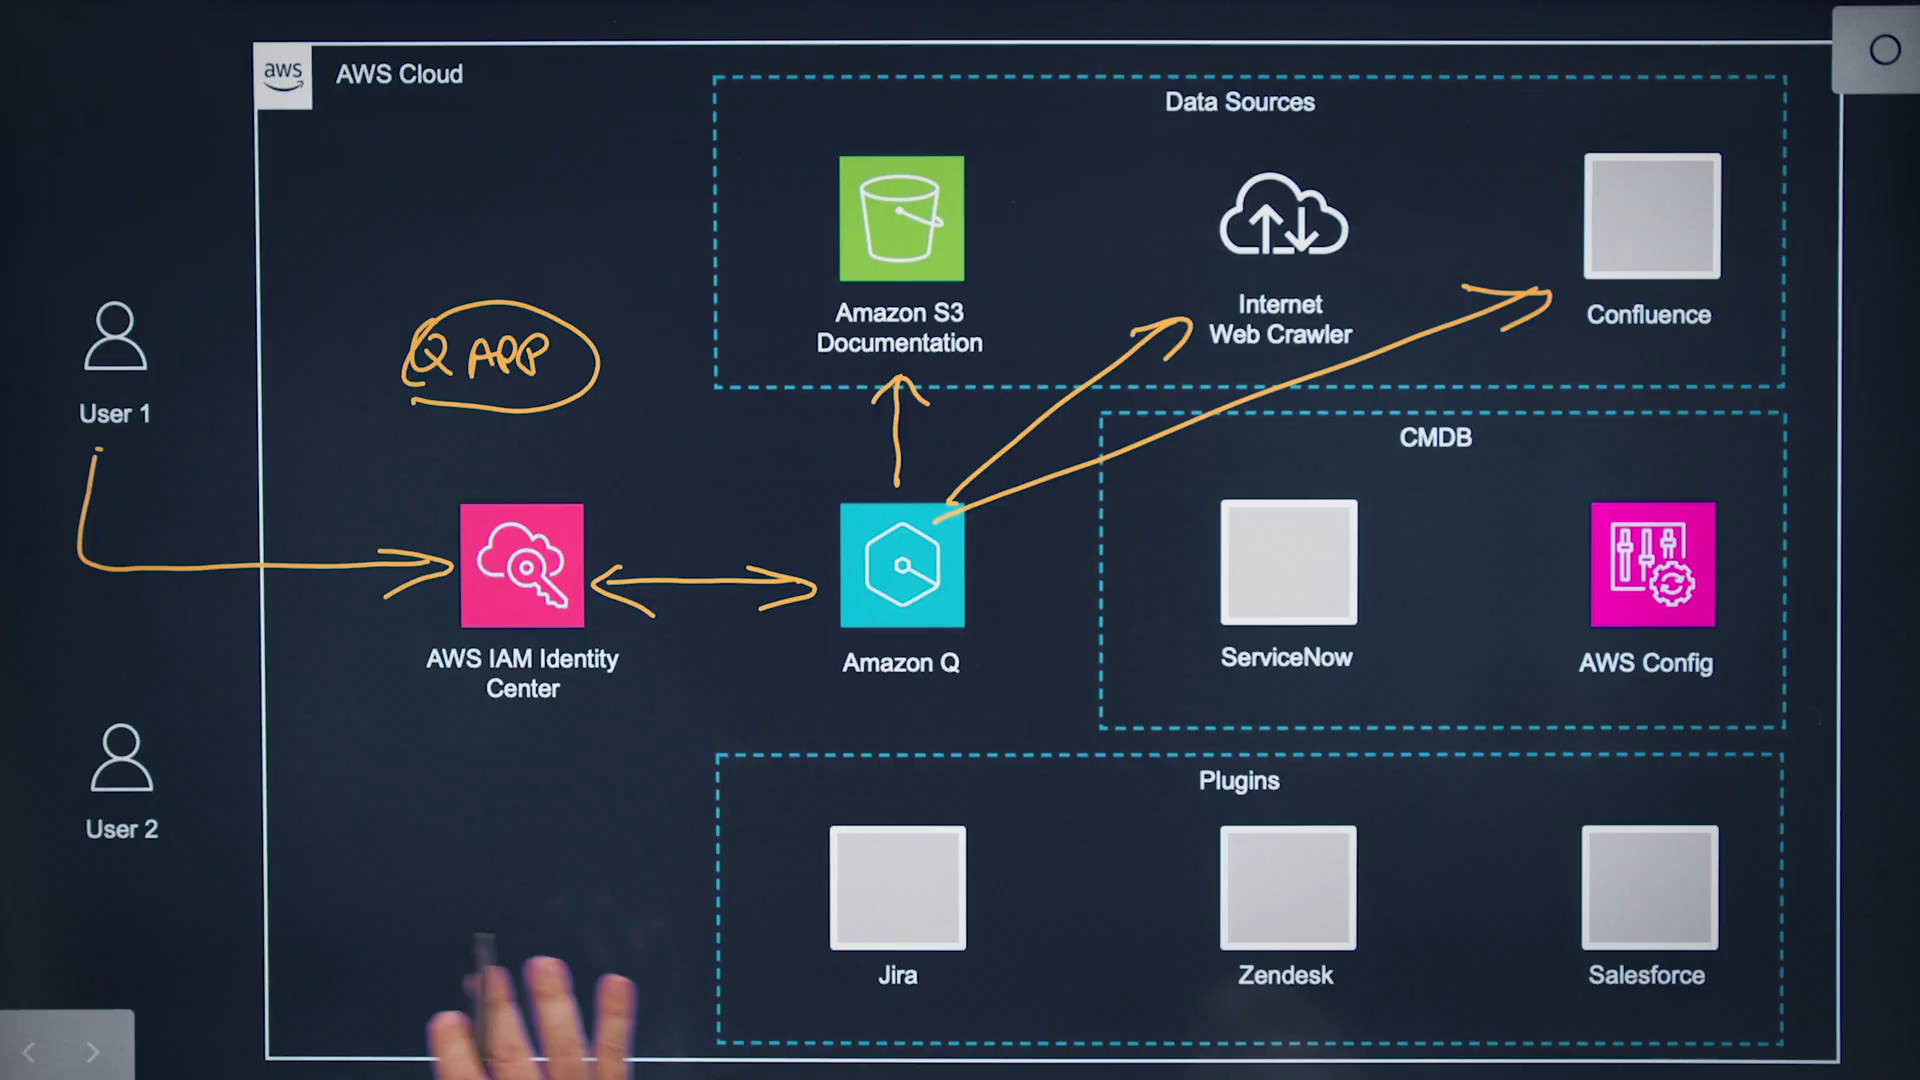 aws
AWS Cloud
Data Sources
Amazon S3
Documentation
Internet
Web Crawler
Confluence
Q APP
User 1
CMDB
AWS IAM Identity
Center
Amazon Q
ServiceNow
AWS Config
User 2
Plugins
Jira
Zendesk
Salesforce